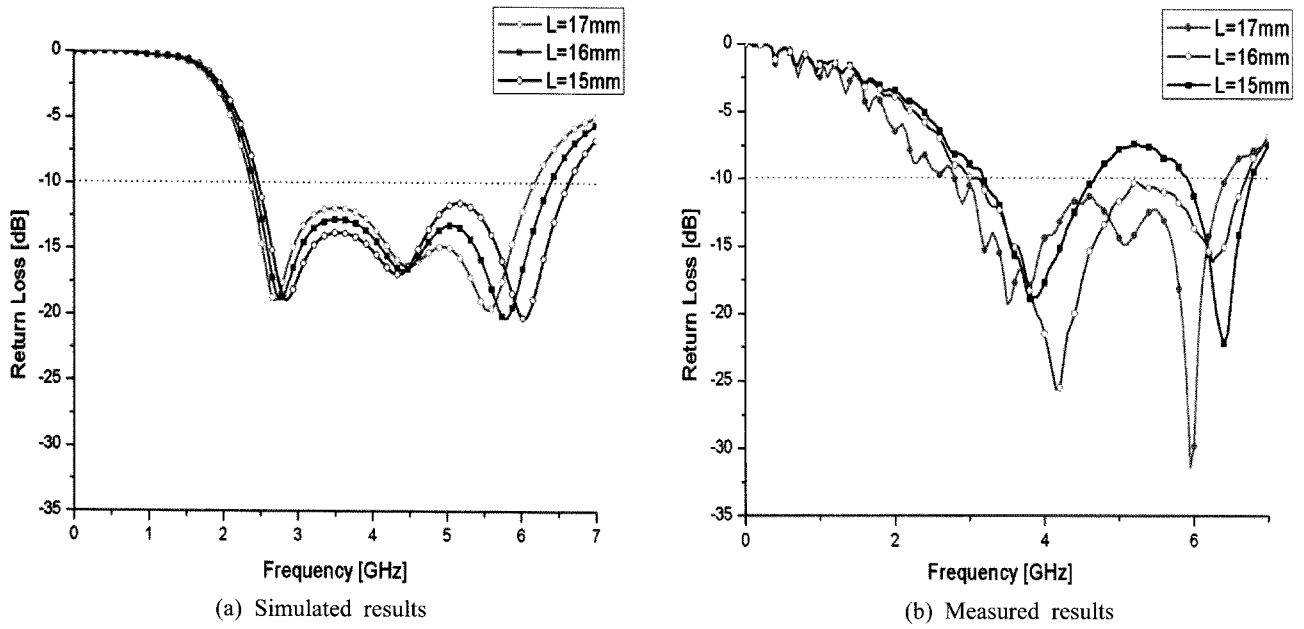 L=17mm
L=16mm
L=15mm
0
-5
-10
-15
-20
-25
-30
-35
Return Loss [dB]
0 1 2 3 4 5 6 7
Frequency [GHz]
(a) Simulated results
L=17mm
L=16mm
L=15mm
0
-5
-10
-15
-20
-25
-30
-35
Return Loss [dB]
0 2 4 6
Frequency [GHz]
(b) Measured results